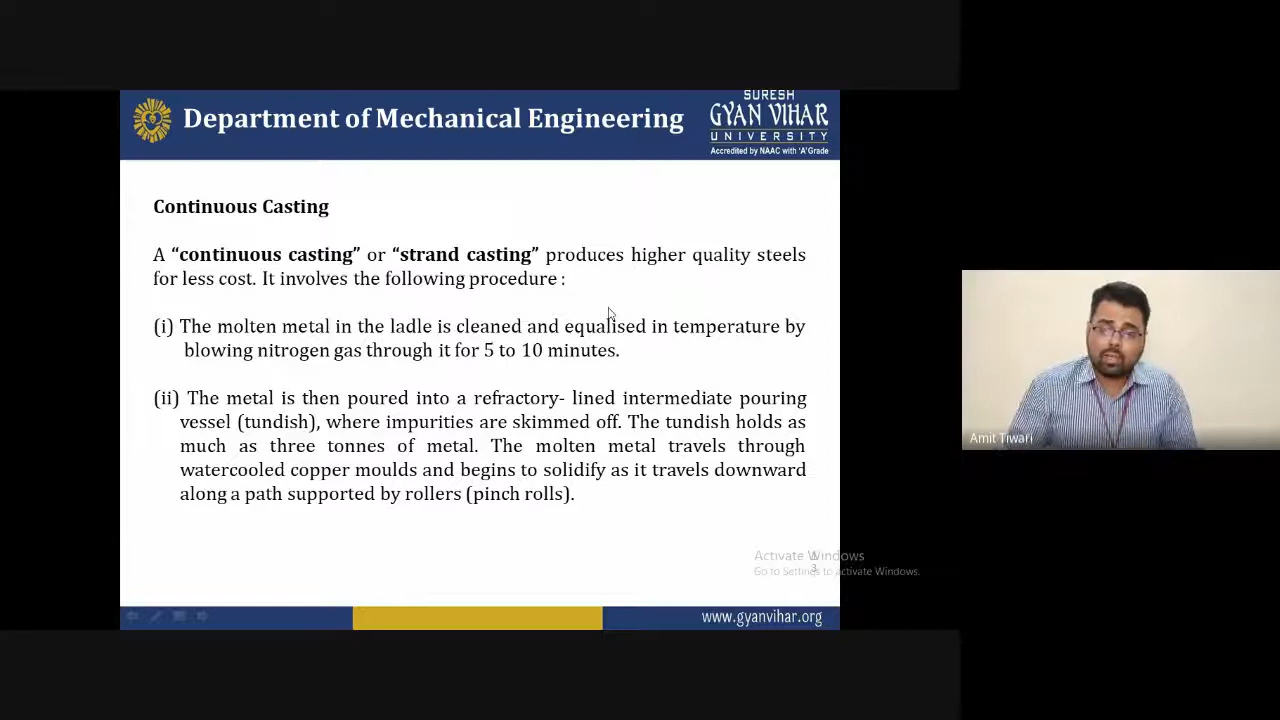 Department of Mechanical Engineering
SURESH
GYAN VIHAR
UNIVERSITY
Accredited by NAAC with 'A' Grade
Continuous Casting
A “continuous casting” or “strand casting” produces higher quality steels
for less cost. It involves the following procedure :
(i) The molten metal in the ladle is cleaned and equalised in temperature by
blowing nitrogen gas through it for 5 to 10 minutes.
(ii) The metal is then poured into a refractory- lined intermediate pouring
vessel (tundish), where impurities are skimmed off. The tundish holds as
much as three tonnes of metal. The molten metal travels through
watercooled copper moulds and begins to solidify as it travels downward
along a path supported by rollers (pinch rolls).
Amit Tiwari
Activate Windows
Go to Settings to activate Windows.
www.gyanvihar.org